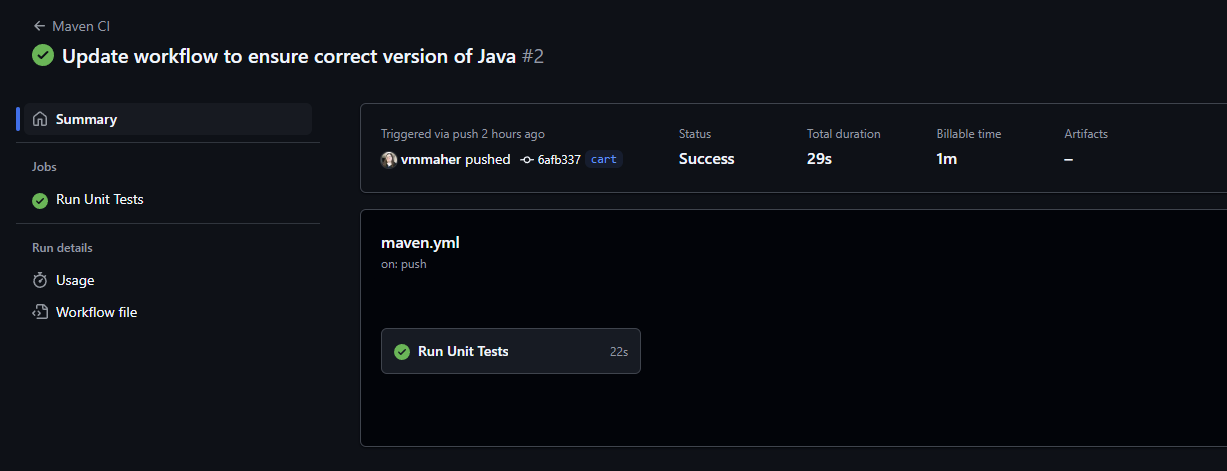 Maven CI
Update workflow to ensure correct version of Java #2
Summary
Jobs
Run Unit Tests
Run details
Usage
Workflow file
Triggered via push 2 hours ago
vmmaher pushed 6afb337 cart
Status
Success
Total duration
29s
Billable time
1m
Artifacts
–
maven.yml
on: push
Run Unit Tests 22s